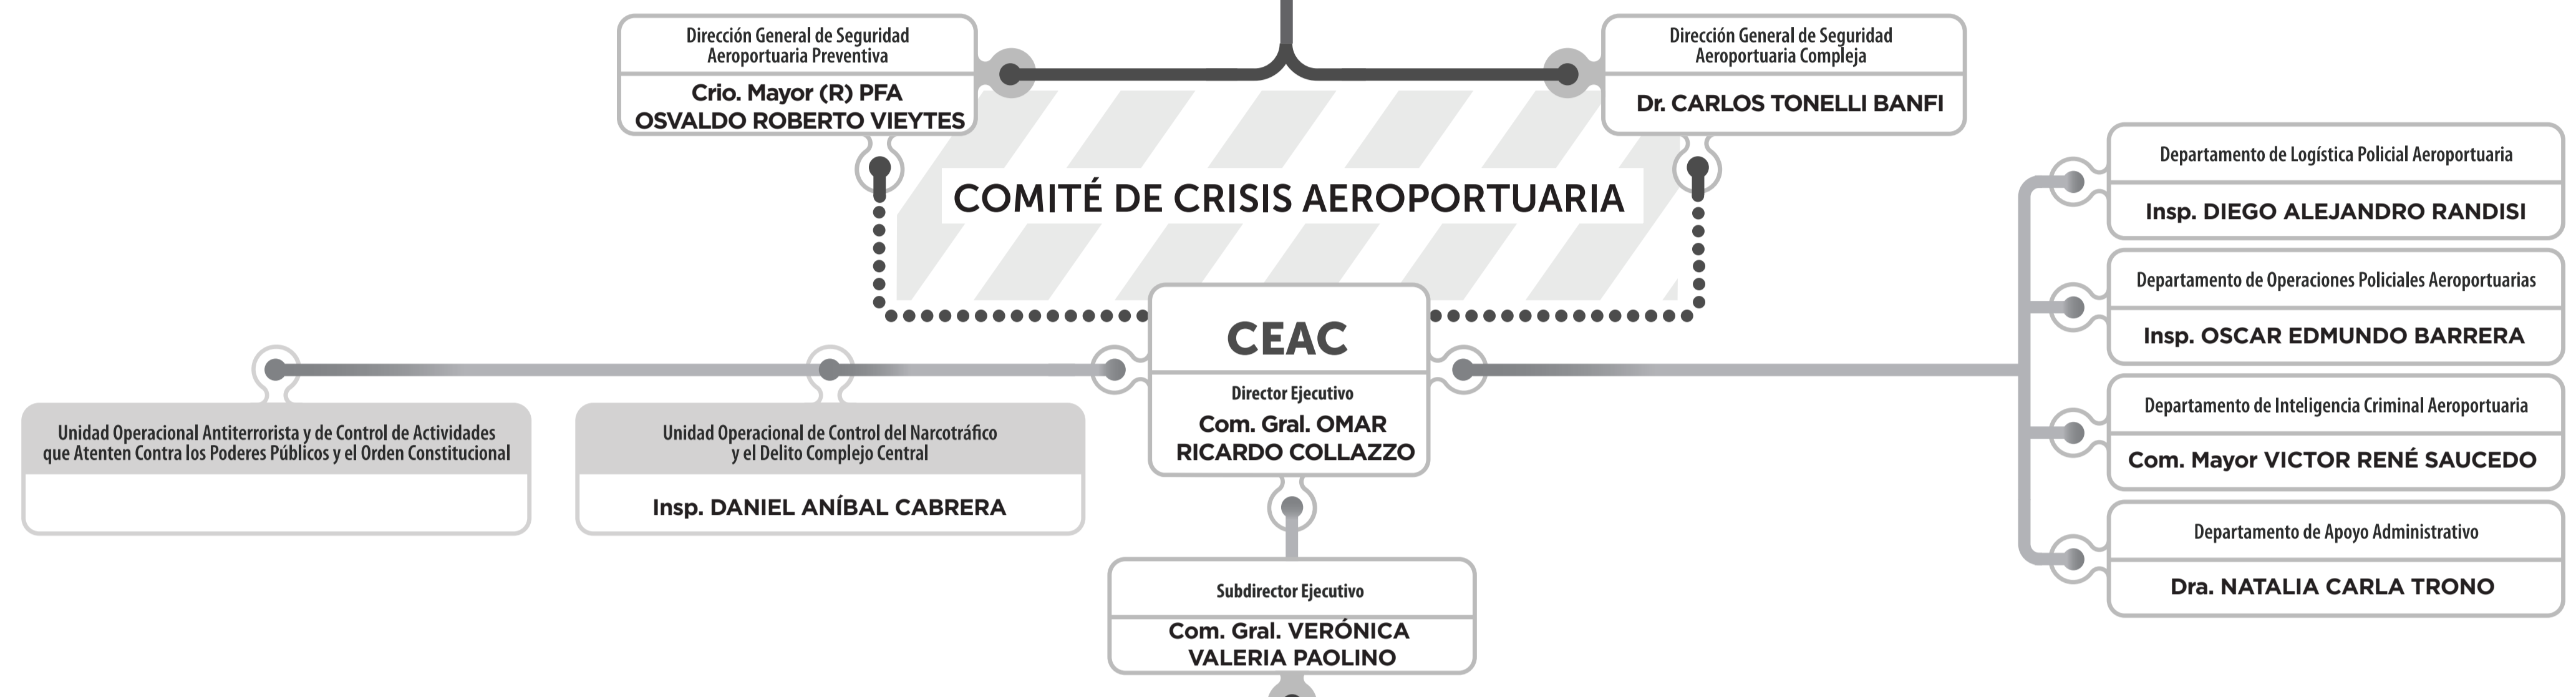 Dirección General de Seguridad
Aeroportuaria Preventiva
Crio. Mayor (R) PFA
OSVALDO ROBERTO VIEYTES
Dirección General de Seguridad
Aeroportuaria Compleja
Dr. CARLOS TONELLI BANFI
COMITÉ DE CRISIS AEROPORTUARIA
CEAC
Director Ejecutivo
Com. Gral. OMAR
RICARDO COLLAZZO
Unidad Operacional Antiterrorista y de Control de Actividades
que Atenten Contra los Poderes Públicos y el Orden Constitucional
Unidad Operacional de Control del Narcotráfico
y el Delito Complejo Central
Insp. DANIEL ANÍBAL CABRERA
Subdirector Ejecutivo
Com. Gral. VERÓNICA
VALERIA PAOLINO
Departamento de Logística Policial Aeroportuaria
Insp. DIEGO ALEJANDRO RANDISI
Departamento de Operaciones Policiales Aeroportuarias
Insp. OSCAR EDMUNDO BARRERA
Departamento de Inteligencia Criminal Aeroportuaria
Com. Mayor VICTOR RENÉ SAUCEDO
Departamento de Apoyo Administrativo
Dra. NATALIA CARLA TRONO